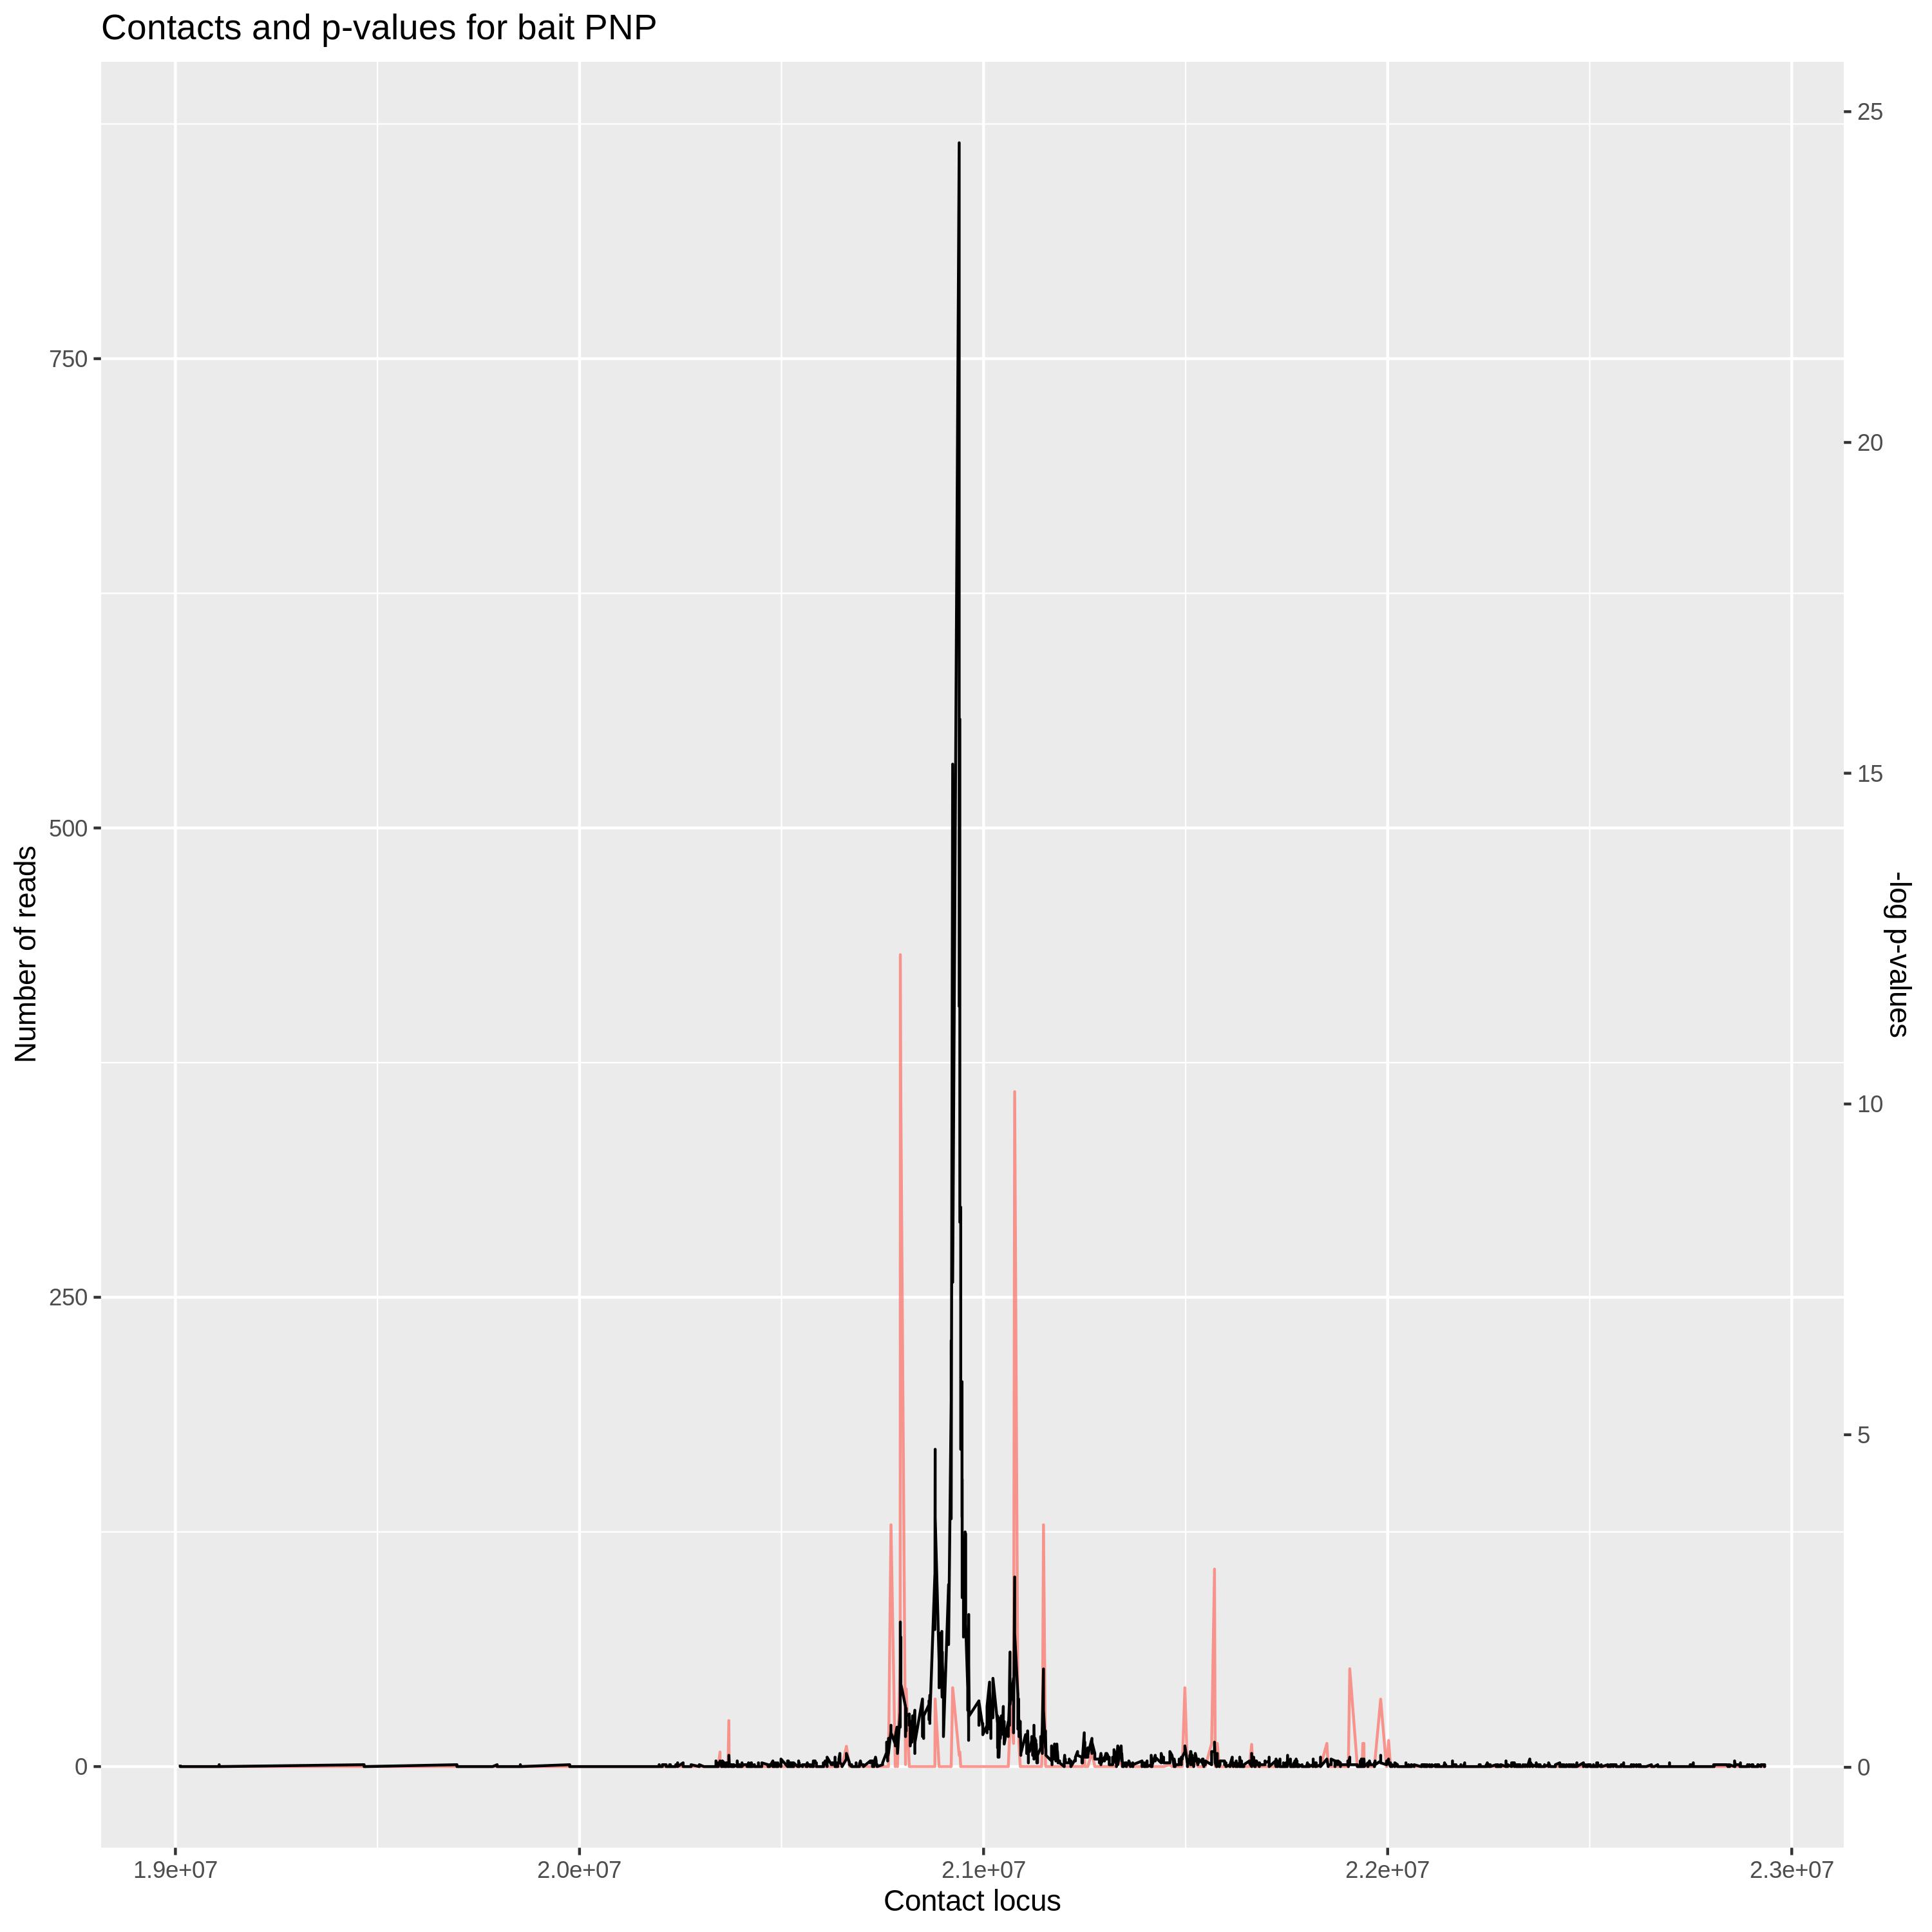 Contacts and p-values for bait PNP
750
500
250
0
Number of reads
25
20
15
10
5
0
-log p-values
1.9e+07
2.0e+07
2.1e+07
2.2e+07
2.3e+07
Contact locus